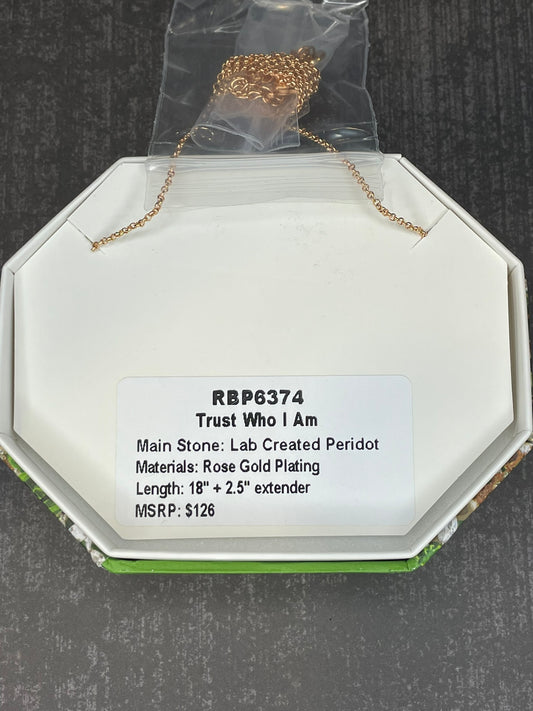 RBP6374
Trust Who I Am
Main Stone: Lab Created Peridot
Materials: Rose Gold Plating
Length: 18" + 2.5" extender
MSRP: $126